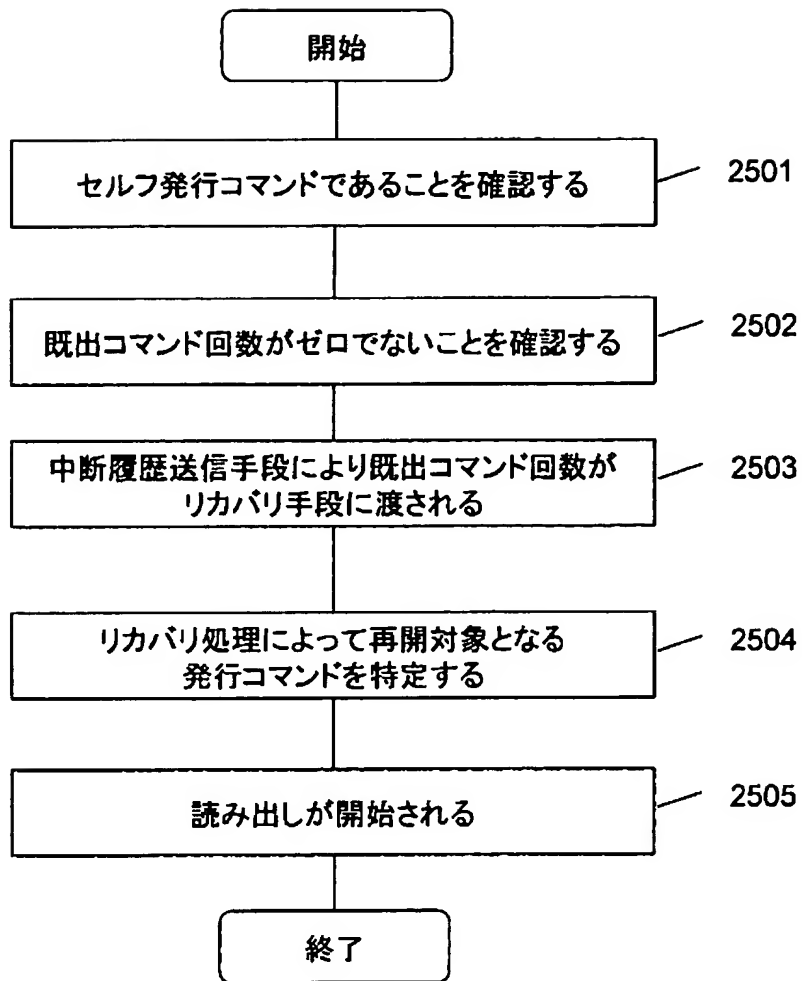 開始
セルフ発行コマンドであることを確認する
2501
既出コマンド回数がゼロでないことを確認する
2502
中断履歴送信手段により既出コマンド回数が
リカバリ手段に渡される
2503
リカバリ処理によって再開対象となる
発行コマンドを特定する
2504
読み出しが開始される
2505
終了